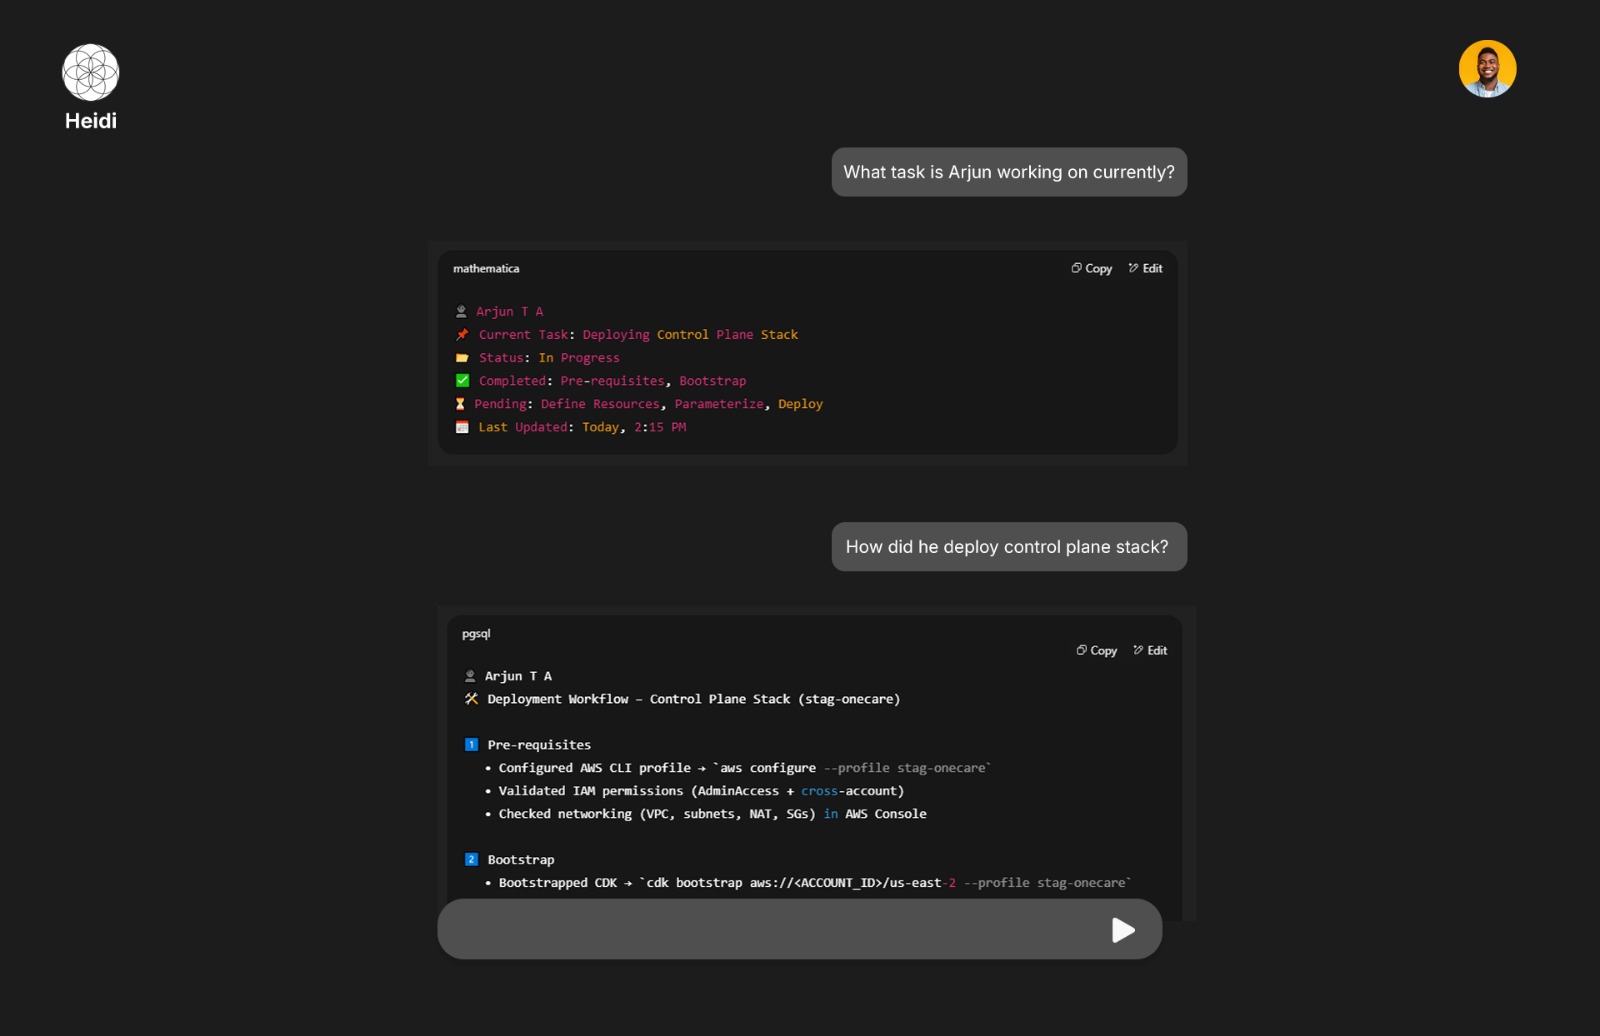 Heidi
What task is Arjun working on currently?
mathematica
Copy Edit
Arjun T A
Current Task: Deploying Control Plane Stack
Status: In Progress
Completed: Pre-requisites, Bootstrap
Pending: Define Resources, Parameterize, Deploy
Last Updated: Today, 2:15 PM
How did he deploy control plane stack?
pgsql
Copy Edit
Arjun T A
Deployment Workflow – Control Plane Stack (stag-onecare)
1 Pre-requisites
• Configured AWS CLI profile → `aws configure --profile stag-onecare`
• Validated IAM permissions (AdminAccess + cross-account)
• Checked networking (VPC, subnets, NAT, SGs) in AWS Console
2 Bootstrap
• Bootstrapped CDK → `cdk bootstrap aws://<ACCOUNT_ID>/us-east-2 --profile stag-onecare`